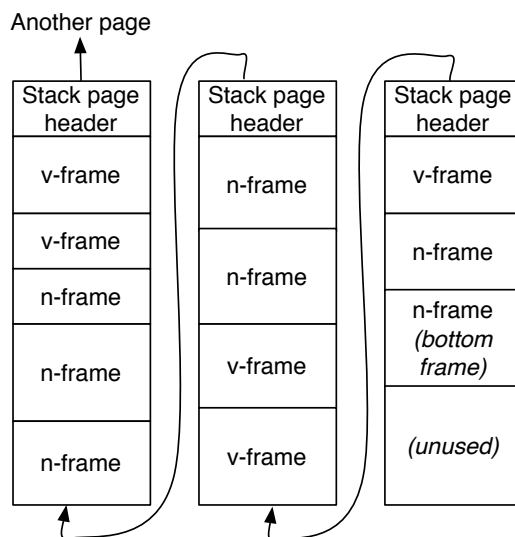 Another page
Stack page
header
v-frame
v-frame
n-frame
n-frame
n-frame
Stack page
header
n-frame
n-frame
v-frame
v-frame
Stack page
header
v-frame
n-frame
n-frame
(bottom
frame)
(unused)